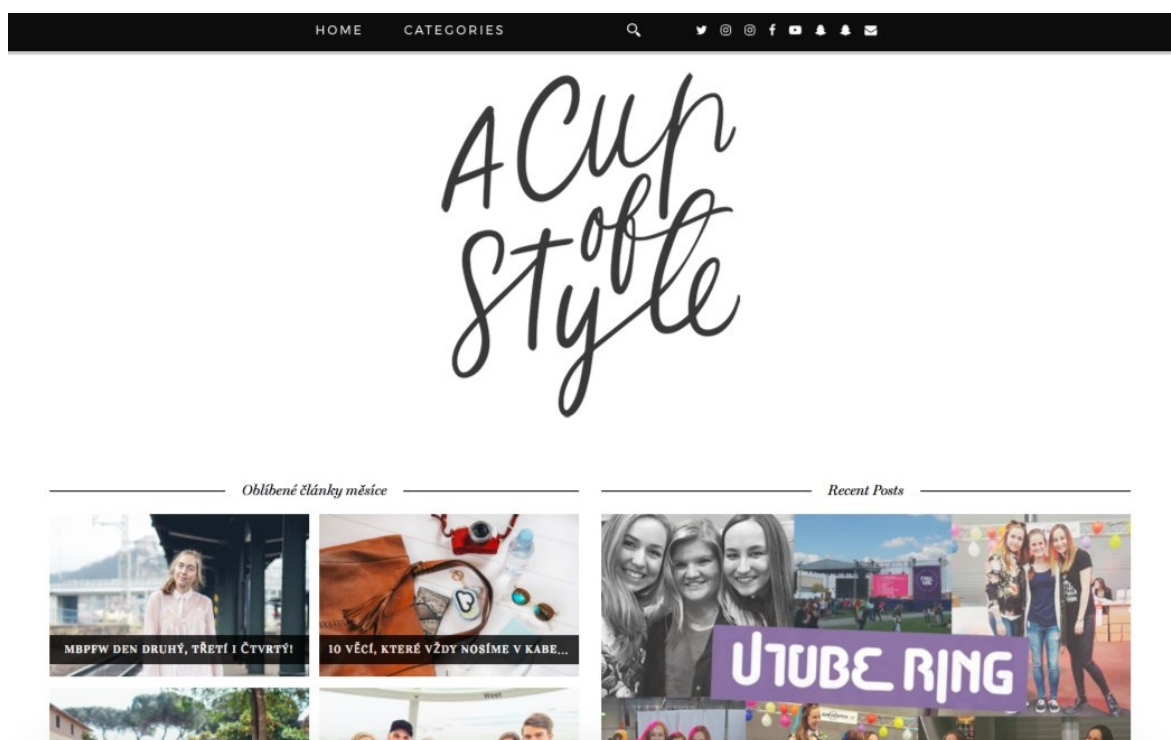 HOME CATEGORIES
A Cup
of
Style
Oblíbené články měsíce
Recent Posts
MBPFW DEN DRUHÝ, TŘETÍ I ČTVRTÝ!
10 VĚCÍ, KTERÉ VŽDY NOSÍME V KABE...
UTUBE RING
West